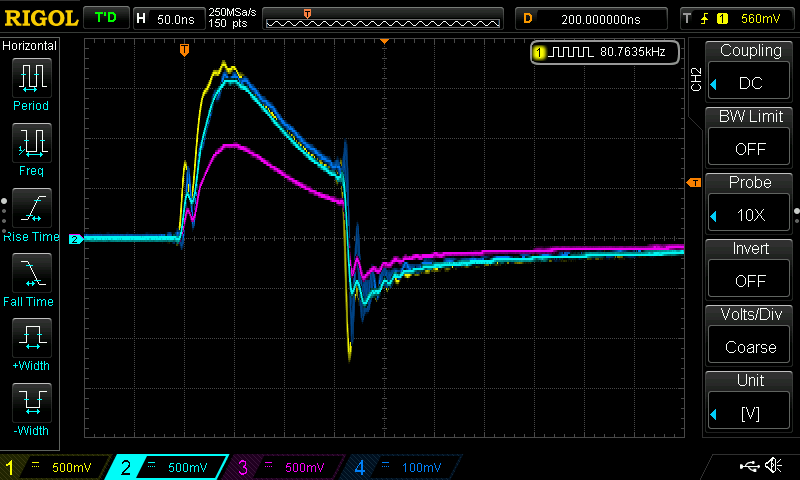 RIGOL T'D H 50.0ns 250MSa/s 150 pts D 200.000000ns T 1 560mV
T
Horizontal
Period
Freq
Rise Time
Fall Time
+Width
-Width
T
1 80.7635kHz
2
T
CH2
Coupling
DC
BW Limit
OFF
Probe
10X
Invert
OFF
Volts/Div
Coarse
Unit
[V]
1 500mV 2 500mV 3 500mV 4 100mV